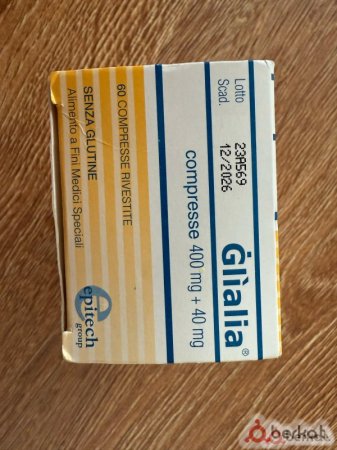 Lotto
Scad.
23A569
12/2026
Glialia®
compresse 400 mg + 40 mg
60 COMPRESSE RIVESTITE
SENZA GLUTINE
Alimento a Fini Medici Speciali
epitech
group
berkat